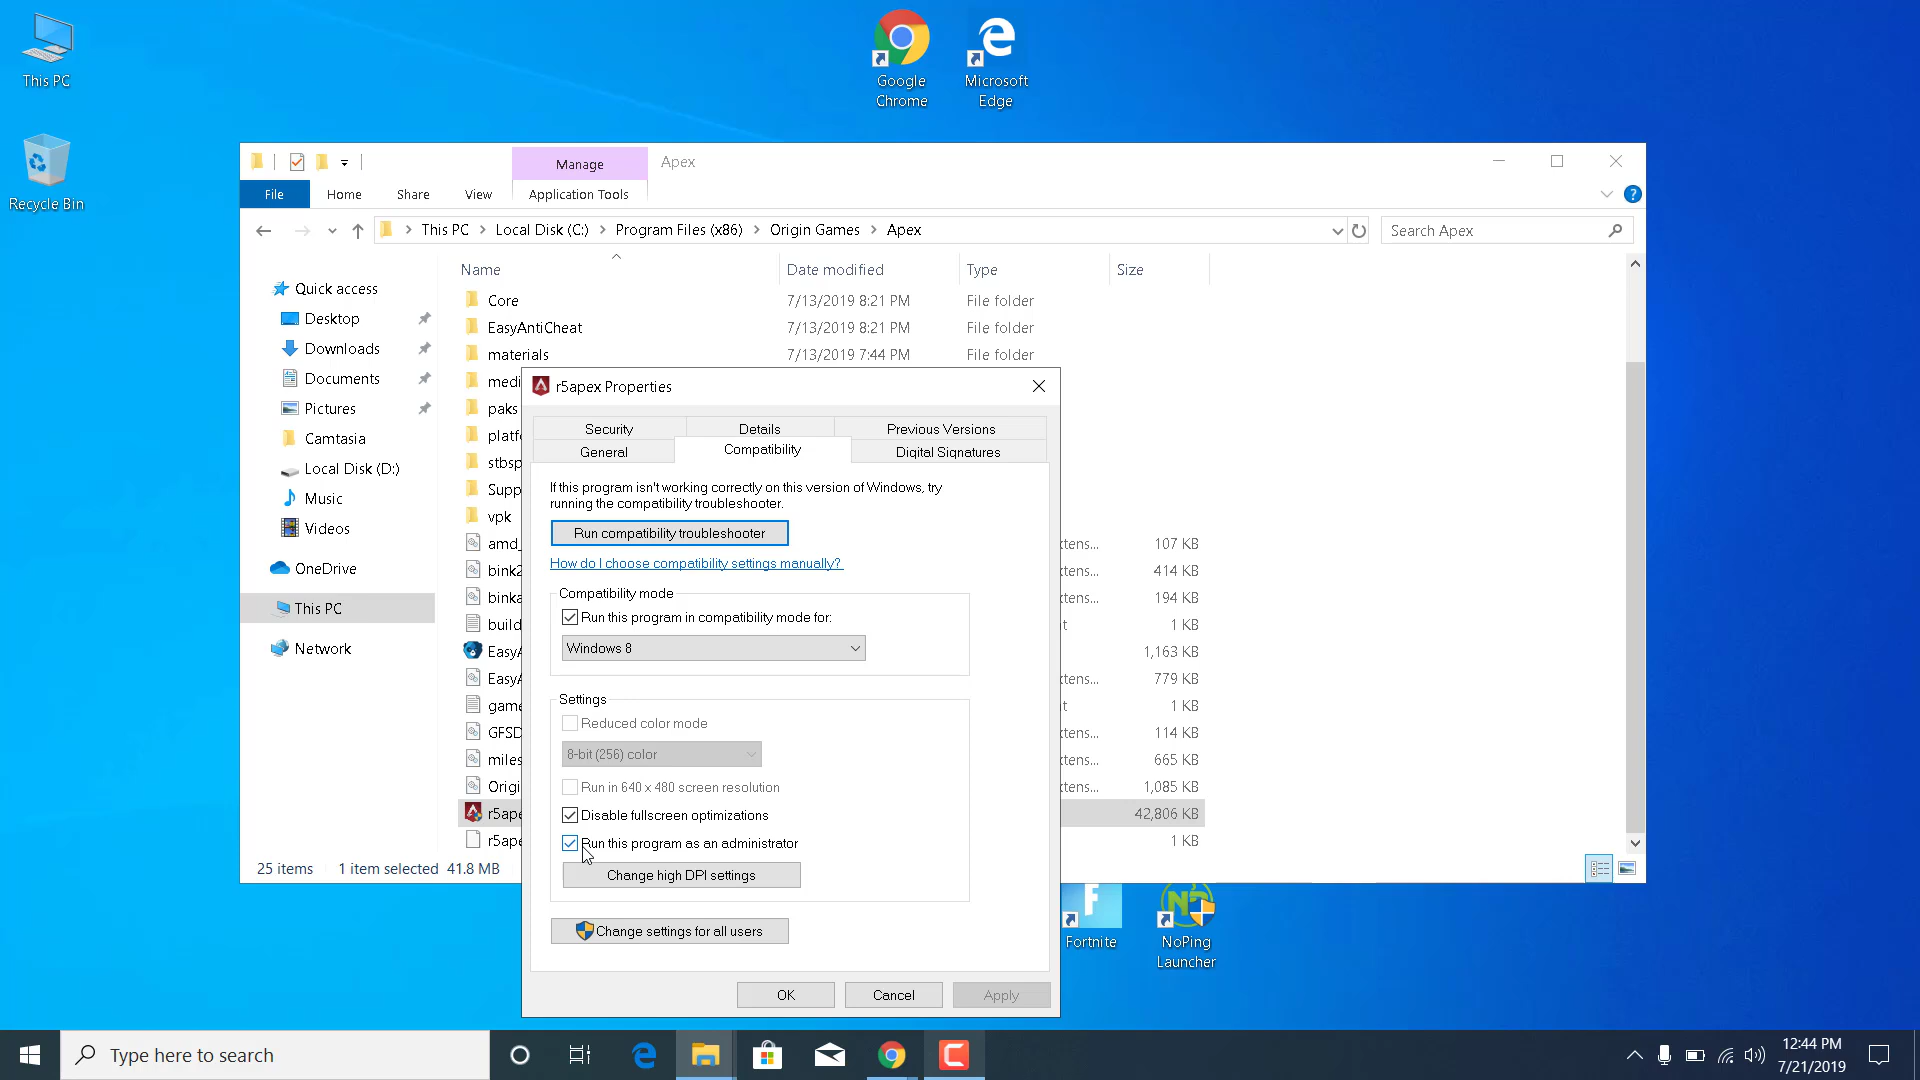 This PC
Google
Chrome
Microsoft
Edge
Recycle Bin
Manage
Apex
File
Home
Share
View
Application Tools
This PC
Local Disk (C:)
Program Files (x86)
Origin Games
Apex
Search Apex
Name
Date modified
Type
Size
Quick access
Desktop
Downloads
Documents
Pictures
Camtasia
Local Disk (D:)
Music
Videos
OneDrive
This PC
Network
Core 7/13/2019 8:21 PM File folder
EasyAntiCheat 7/13/2019 8:21 PM File folder
materials 7/13/2019 7:44 PM File folder
medi
paks
platf
stbsp
Supp
vpk
amd_ xtens... 107 KB
bink2 xtens... 414 KB
binka xtens... 194 KB
build t 1 KB
EasyA 1,163 KB
EasyA xtens... 779 KB
game t 1 KB
GFSD xtens... 114 KB
miles xtens... 665 KB
Origi xtens... 1,085 KB
r5ape 42,806 KB
r5ape 1 KB
25 items
1 item selected 41.8 MB
r5apex Properties
Security
Details
Previous Versions
General
Compatibility
Digital Signatures
If this program isn't working correctly on this version of Windows, try
running the compatibility troubleshooter.
Run compatibility troubleshooter
How do I choose compatibility settings manually?
Compatibility mode
Run this program in compatibility mode for:
Windows 8
Settings
Reduced color mode
8-bit (256) color
Run in 640 x 480 screen resolution
Disable fullscreen optimizations
Run this program as an administrator
Change high DPI settings
Change settings for all users
OK
Cancel
Apply
Fortnite
NoPing
Launcher
Type here to search
12:44 PM
7/21/2019